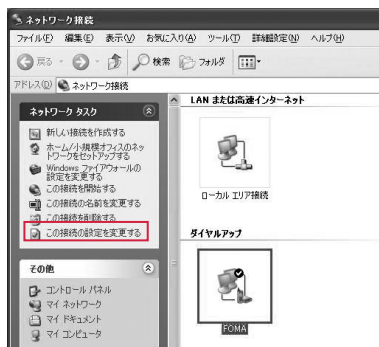 ネットワーク接続
ファイル(F) 編集(E) 表示(V) お気に入り(A) ツール(T) 詳細設定(N) ヘルプ(H)
戻る 検索 フォルダ
アドレス(D) ネットワーク接続
ネットワーク タスク
新しい接続を作成する
ホーム/小規模オフィスのネッ
トワークをセットアップする
Windows ファイアウォールの
設定を変更する
この接続を開始する
この接続の名前を変更する
この接続を削除する
この接続の設定を変更する
その他
コントロール パネル
マイ ネットワーク
マイ ドキュメント
マイ コンピュータ
LAN または高速インターネット
ローカル エリア接続
ダイヤルアップ
FOMA